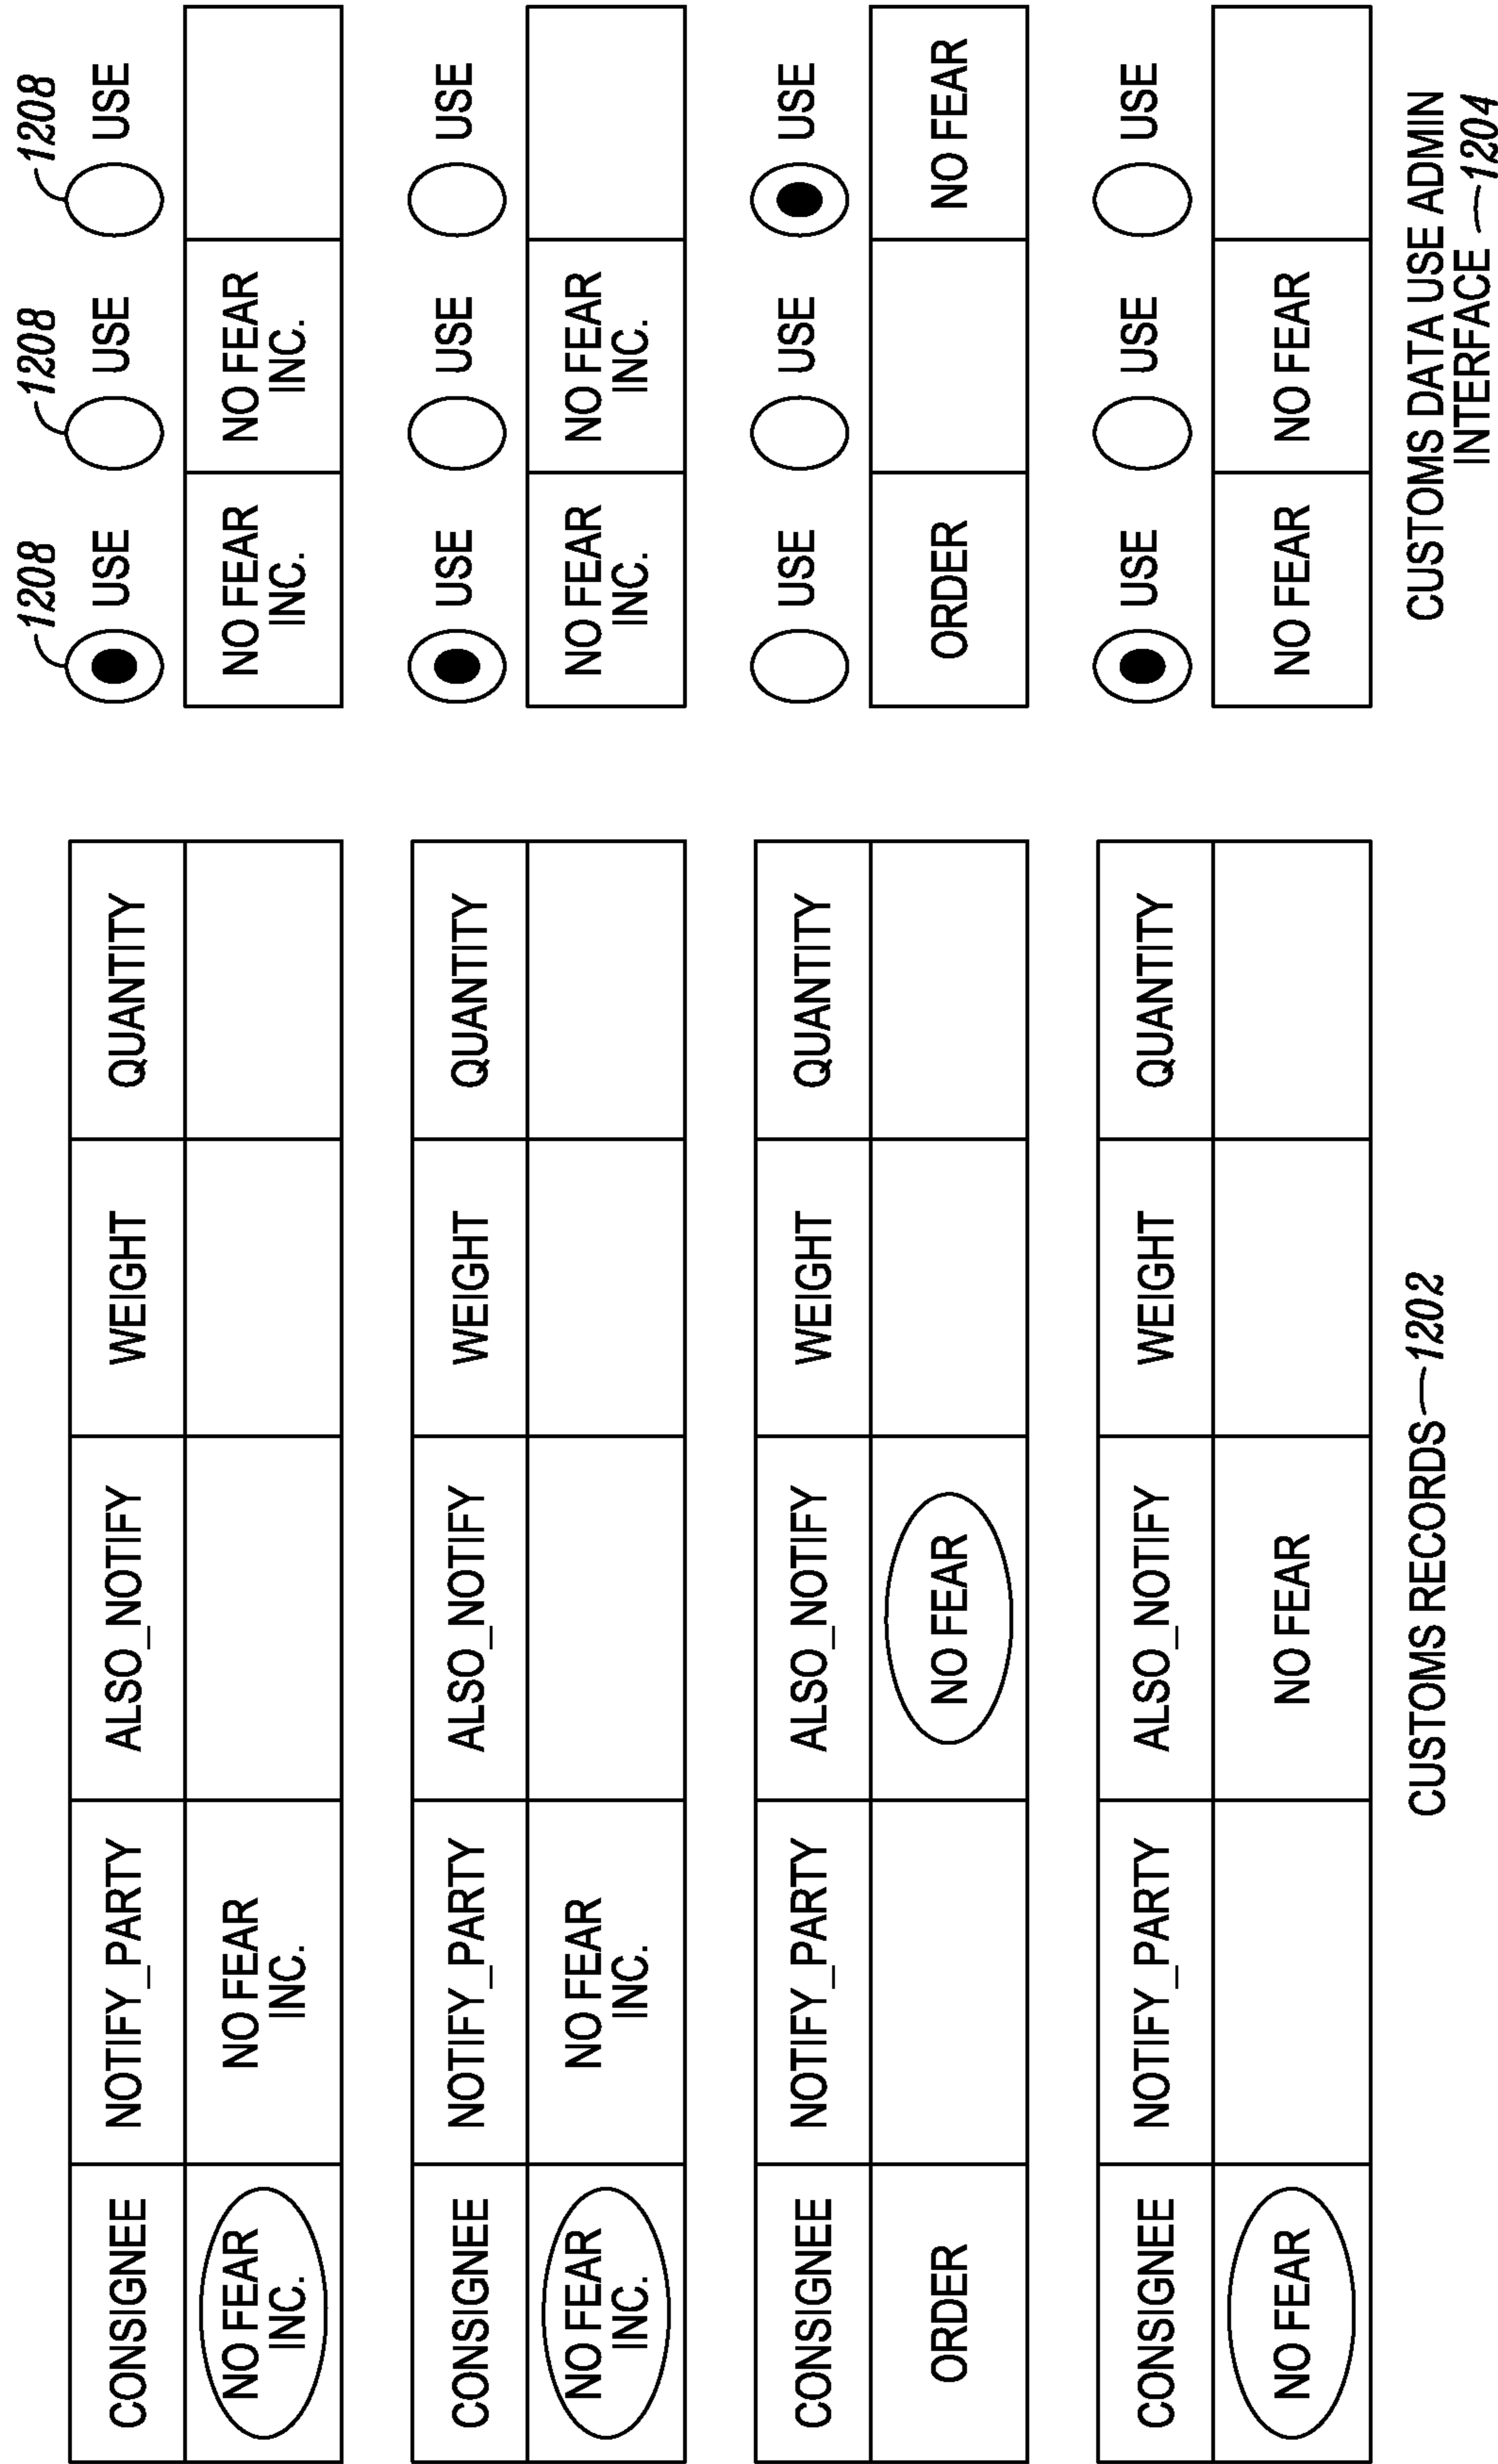 1208 1208 1208
CONSIGNEE NOTIFY_PARTY ALSO_NOTIFY WEIGHT QUANTITY USE USE USE
NO FEAR NO FEAR NO FEAR NO FEAR
INC. INC. INC. INC.
CONSIGNEE NOTIFY_PARTY ALSO_NOTIFY WEIGHT QUANTITY USE USE USE
NO FEAR NO FEAR NO FEAR NO FEAR
INC. INC. INC. INC.
CONSIGNEE NOTIFY_PARTY ALSO_NOTIFY WEIGHT QUANTITY USE USE USE
ORDER NO FEAR ORDER NO FEAR
CONSIGNEE NOTIFY_PARTY ALSO_NOTIFY WEIGHT QUANTITY USE USE USE
NO FEAR NO FEAR NO FEAR NO FEAR
CUSTOMS RECORDS 1202 CUSTOMS DATA USE ADMIN
INTERFACE 1204